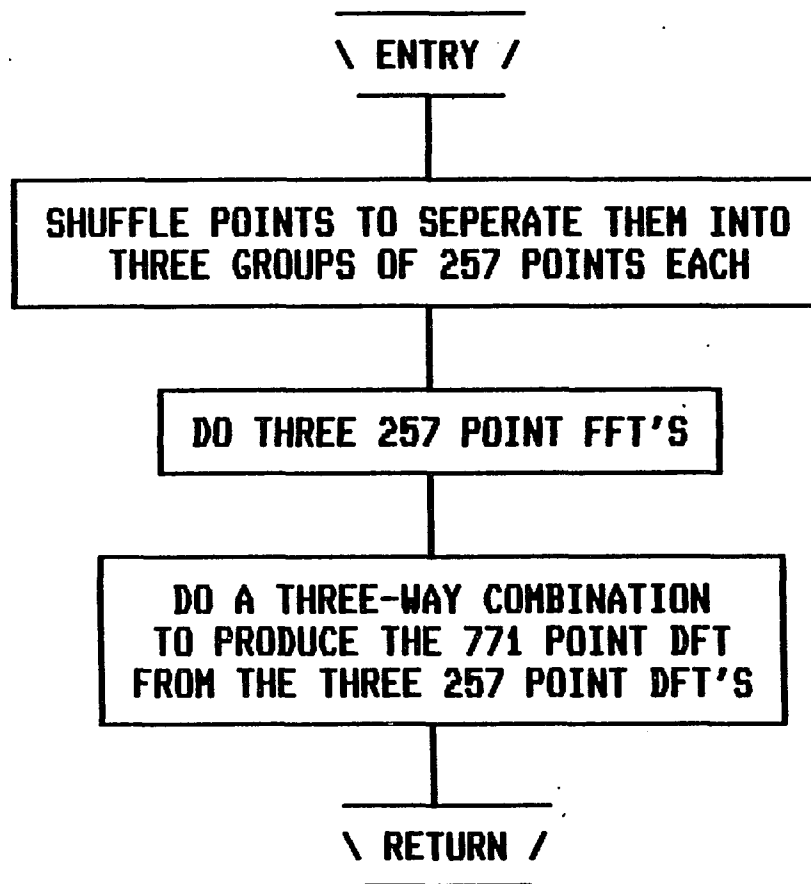 \ ENTRY /
SHUFFLE POINTS TO SEPERATE THEM INTO
THREE GROUPS OF 257 POINTS EACH
DO THREE 257 POINT FFT'S
DO A THREE-WAY COMBINATION
TO PRODUCE THE 771 POINT DFT
FROM THE THREE 257 POINT DFT'S
\ RETURN /